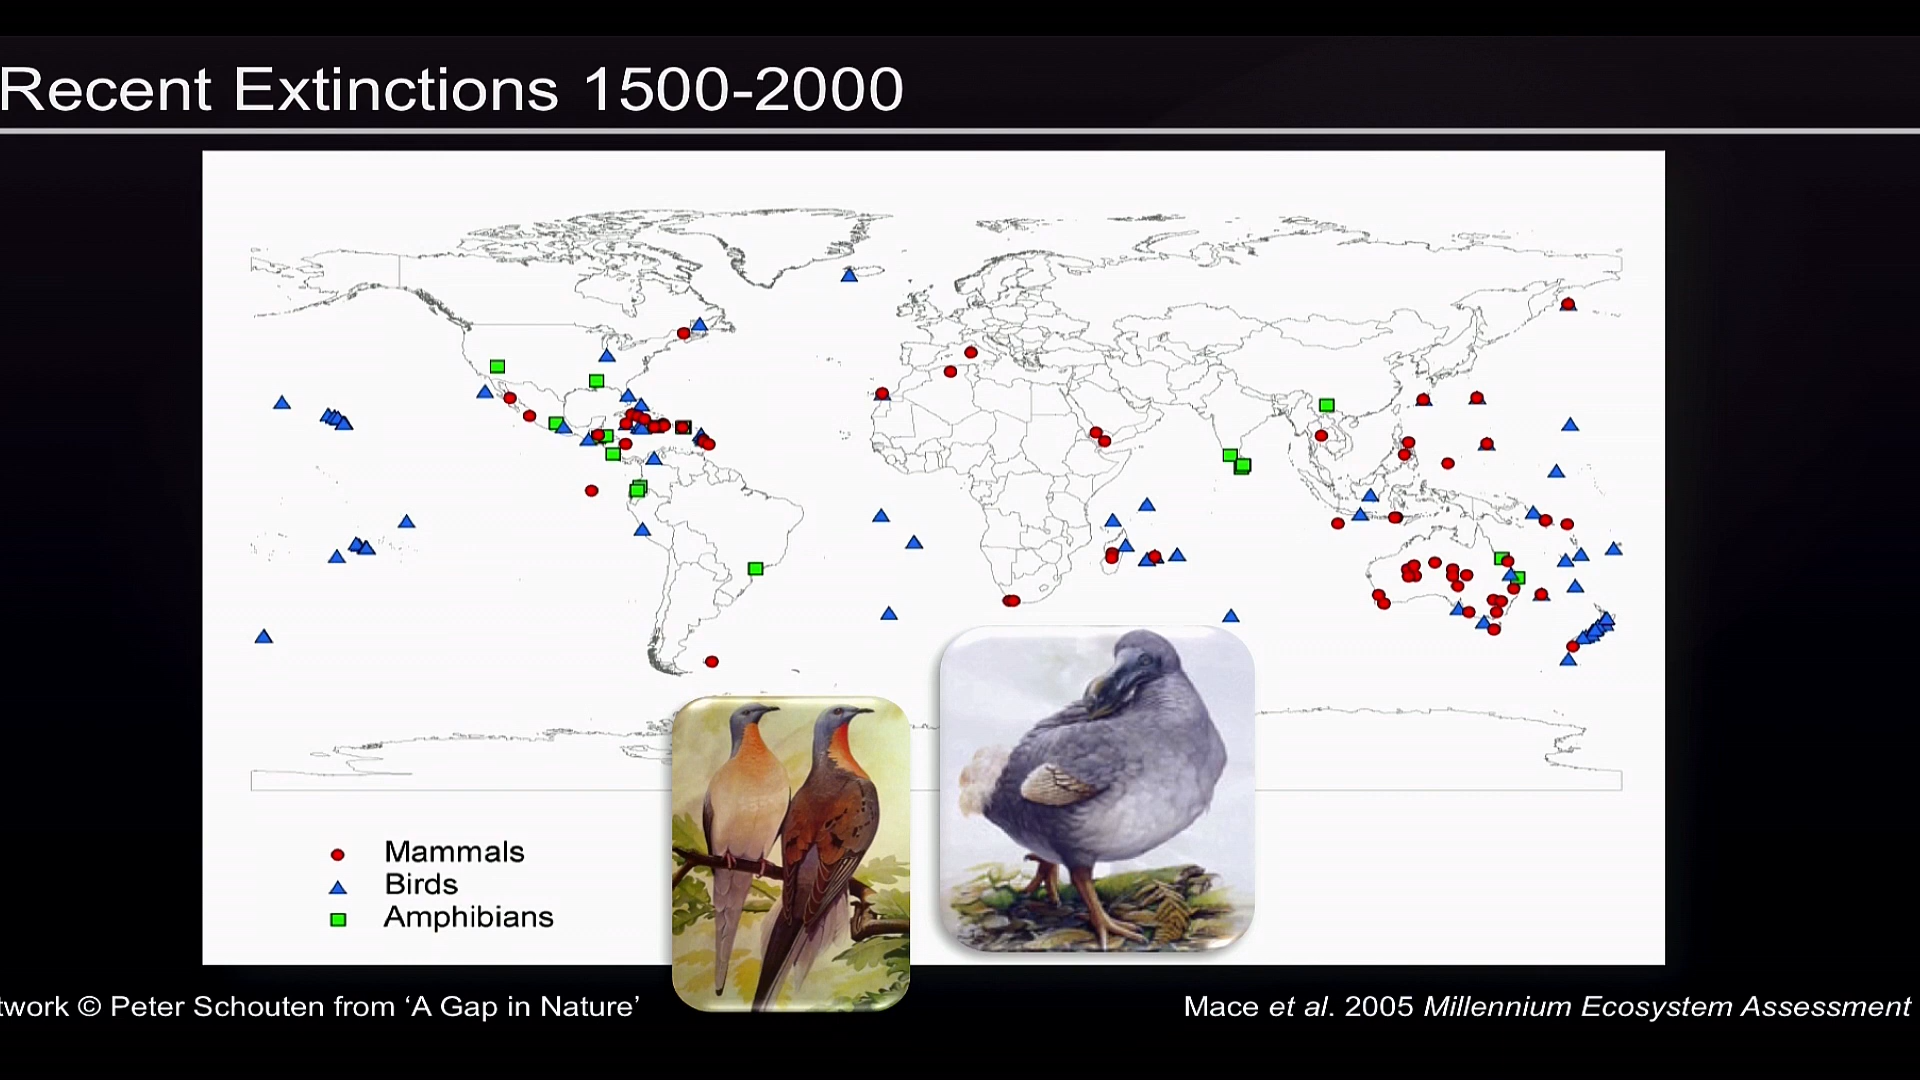 Recent Extinctions 1500-2000
Mammals
Birds
Amphibians
twork © Peter Schouten from ‘A Gap in Nature’
Mace et al. 2005 Millennium Ecosystem Assessment